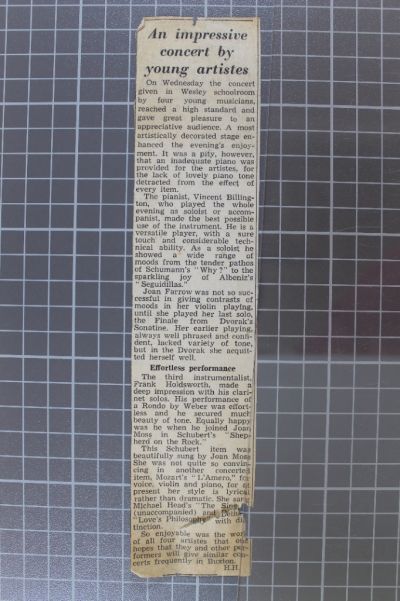 An impressive
concert by
young artistes
On Wednesday the concert
given in Wesley schoolroom
by four young musicians,
reached a high standard and
gave great pleasure to an
appreciative audience. A most
artistically decorated stage en-
hanced the evening's enjoy-
ment. It was a pity, however,
that an inadequate piano was
provided for the artistes, for
the lack of lovely piano tone
detracted from the effect of
every item.
The pianist, Vincent Billing-
ton, who played the whole
evening as soloist or accom-
panist, made the best possible
use of the instrument. He is a
versatile player, with a sure
touch and considerable tech-
nical ability. As a soloist he
showed a wide range of
moods from the tender pathos
of Schumann's "Why?" to the
sparkling joy of Albeniz's
"Seguidillas."
Joan Farrow was not so suc-
cessful in giving contrasts of
moods in her violin playing,
until she played her last solo,
the Finale from Dvorak's
Sonatine. Her earlier playing,
always well phrased and confi-
dent, lacked variety of tone,
but in the Dvorak she acquit-
ted herself well.
Effortless performance
The third instrumentalist,
Frank Holdsworth, made a
deep impression with his clari-
net solos. His performance of
a Rondo by Weber was effort-
less and he secured much
beauty of tone. Equally happy
was he when he joined Joan
Moss in Schubert's "Shep-
herd on the Rock."
This Schubert item was
beautifully sung by Joan Moss
She was not quite so convinc-
ing in another concerted
item, Mozart's "L'Amero," for
voice, violin and piano, for at
present her style is lyrical
rather than dramatic. She sang
Michael Head's "The
(unaccompanied) and
"Love's Philosophy" with dis-
tinction.
So enjoyable was the work
of all four artistes that one
hopes that they and other per-
formers will give similar con-
certs frequently in Buxton.
H.H.